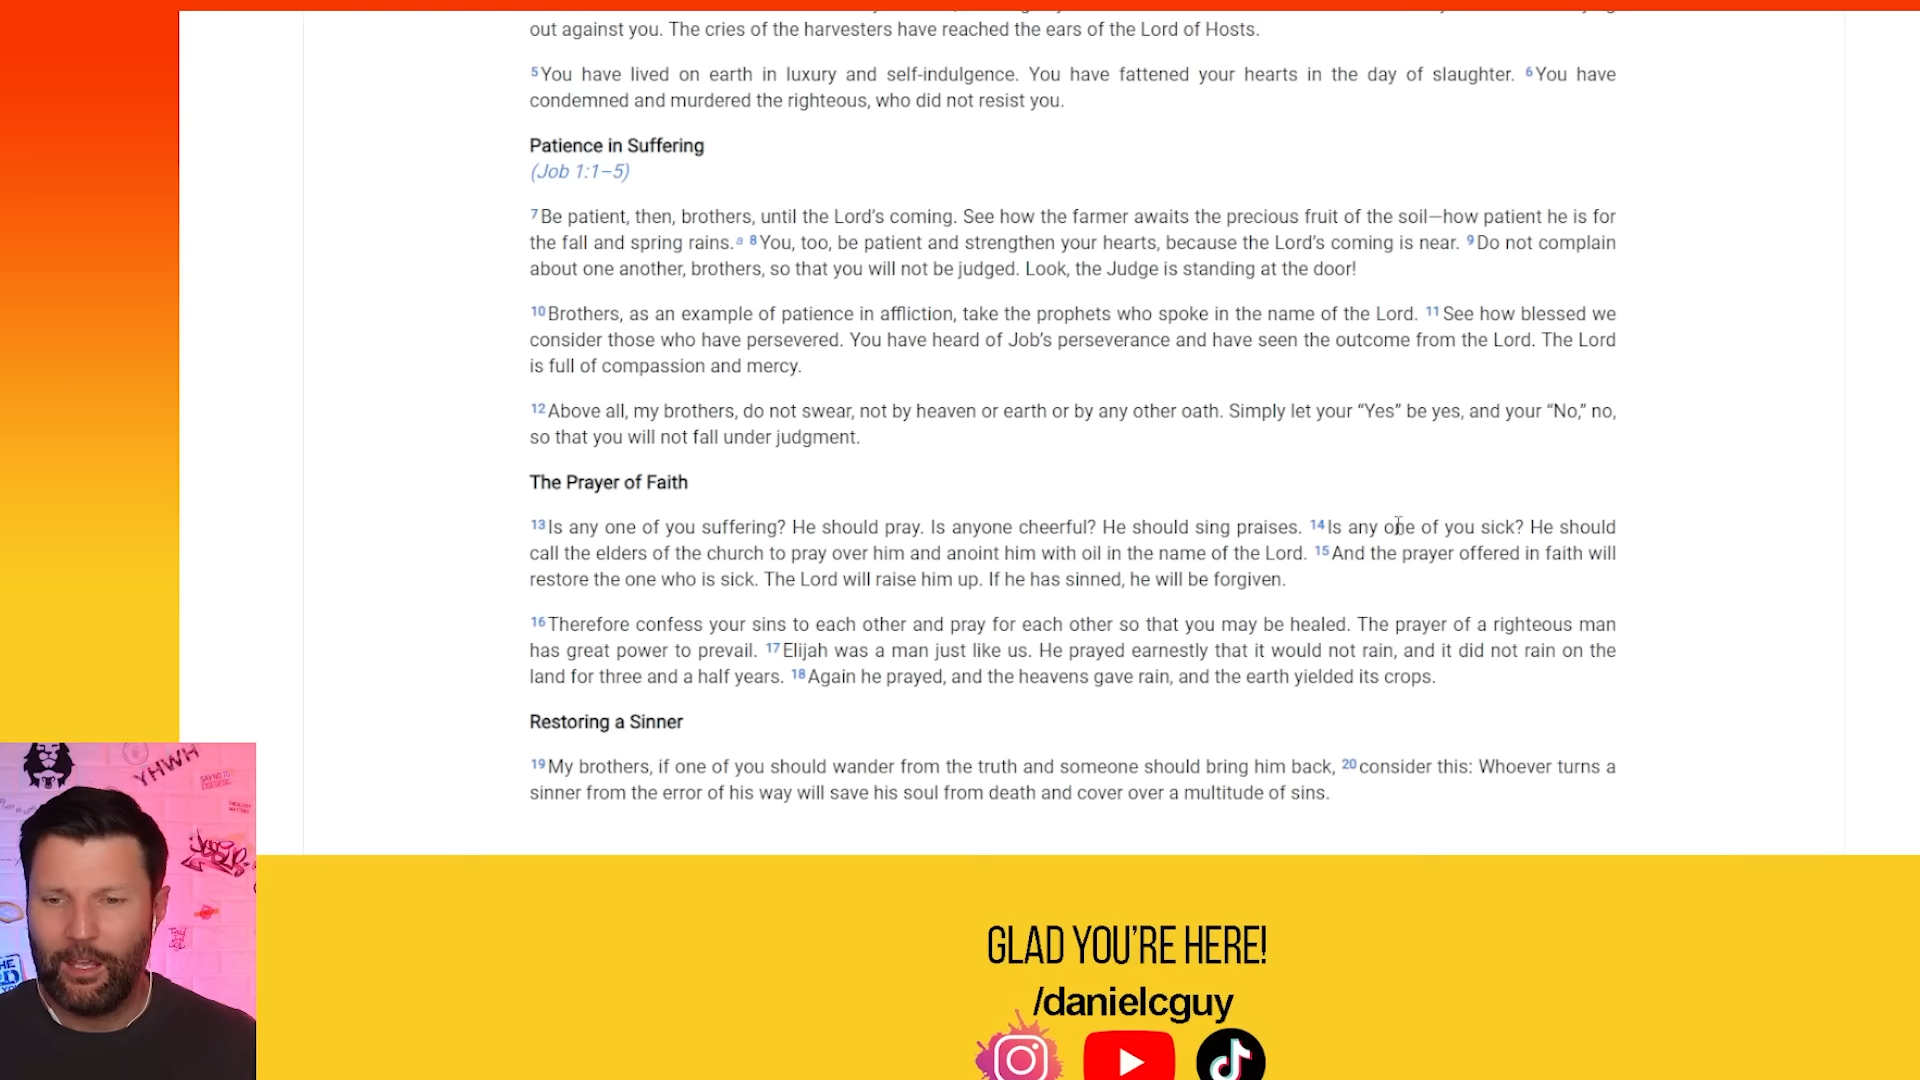 out against you. The cries of the harvesters have reached the ears of the Lord of Hosts.
5 You have lived on earth in luxury and self-indulgence. You have fattened your hearts in the day of slaughter. 6 You have
condemned and murdered the righteous, who did not resist you.
Patience in Suffering
(Job 1:1–5)
7 Be patient, then, brothers, until the Lord’s coming. See how the farmer awaits the precious fruit of the soil—how patient he is for
the fall and spring rains. a 8 You, too, be patient and strengthen your hearts, because the Lord’s coming is near. 9 Do not complain
about one another, brothers, so that you will not be judged. Look, the Judge is standing at the door!
10 Brothers, as an example of patience in affliction, take the prophets who spoke in the name of the Lord. 11 See how blessed we
consider those who have persevered. You have heard of Job’s perseverance and have seen the outcome from the Lord. The Lord
is full of compassion and mercy.
12 Above all, my brothers, do not swear, not by heaven or earth or by any other oath. Simply let your “Yes” be yes, and your “No,” no,
so that you will not fall under judgment.
The Prayer of Faith
13 Is any one of you suffering? He should pray. Is anyone cheerful? He should sing praises. 14 Is any one of you sick? He should
call the elders of the church to pray over him and anoint him with oil in the name of the Lord. 15 And the prayer offered in faith will
restore the one who is sick. The Lord will raise him up. If he has sinned, he will be forgiven.
16 Therefore confess your sins to each other and pray for each other so that you may be healed. The prayer of a righteous man
has great power to prevail. 17 Elijah was a man just like us. He prayed earnestly that it would not rain, and it did not rain on the
land for three and a half years. 18 Again he prayed, and the heavens gave rain, and the earth yielded its crops.
Restoring a Sinner
19 My brothers, if one of you should wander from the truth and someone should bring him back, 20 consider this: Whoever turns a
sinner from the error of his way will save his soul from death and cover over a multitude of sins.
YHWH
SAY NO TO
GLAD YOU’RE HERE!
/danielcguy